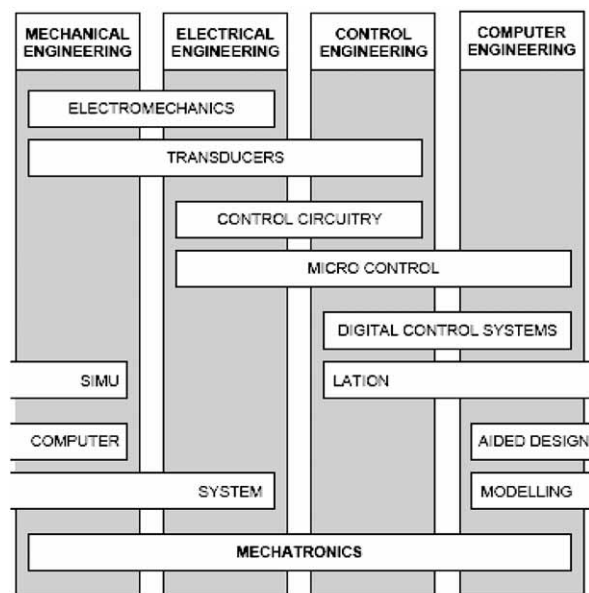 MECHANICAL
ENGINEERING
ELECTRICAL
ENGINEERING
CONTROL
ENGINEERING
COMPUTER
ENGINEERING
ELECTROMECHANICS
TRANSDUCERS
CONTROL CIRCUITRY
MICRO CONTROL
DIGITAL CONTROL SYSTEMS
SIMU
LATION
COMPUTER
AIDED DESIGN
SYSTEM
MODELLING
MECHATRONICS